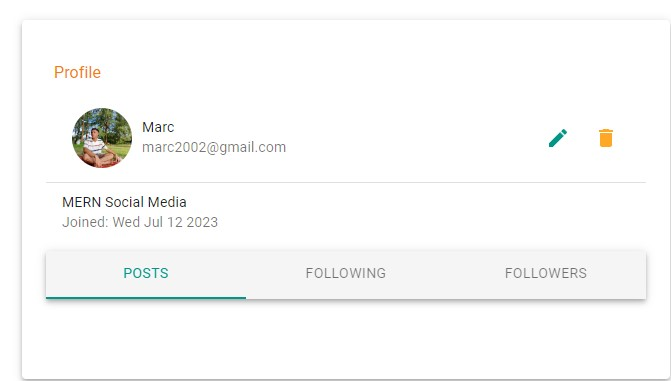 Profile
Marc
marc2002@gmail.com
MERN Social Media
Joined: Wed Jul 12 2023
POSTS FOLLOWING FOLLOWERS